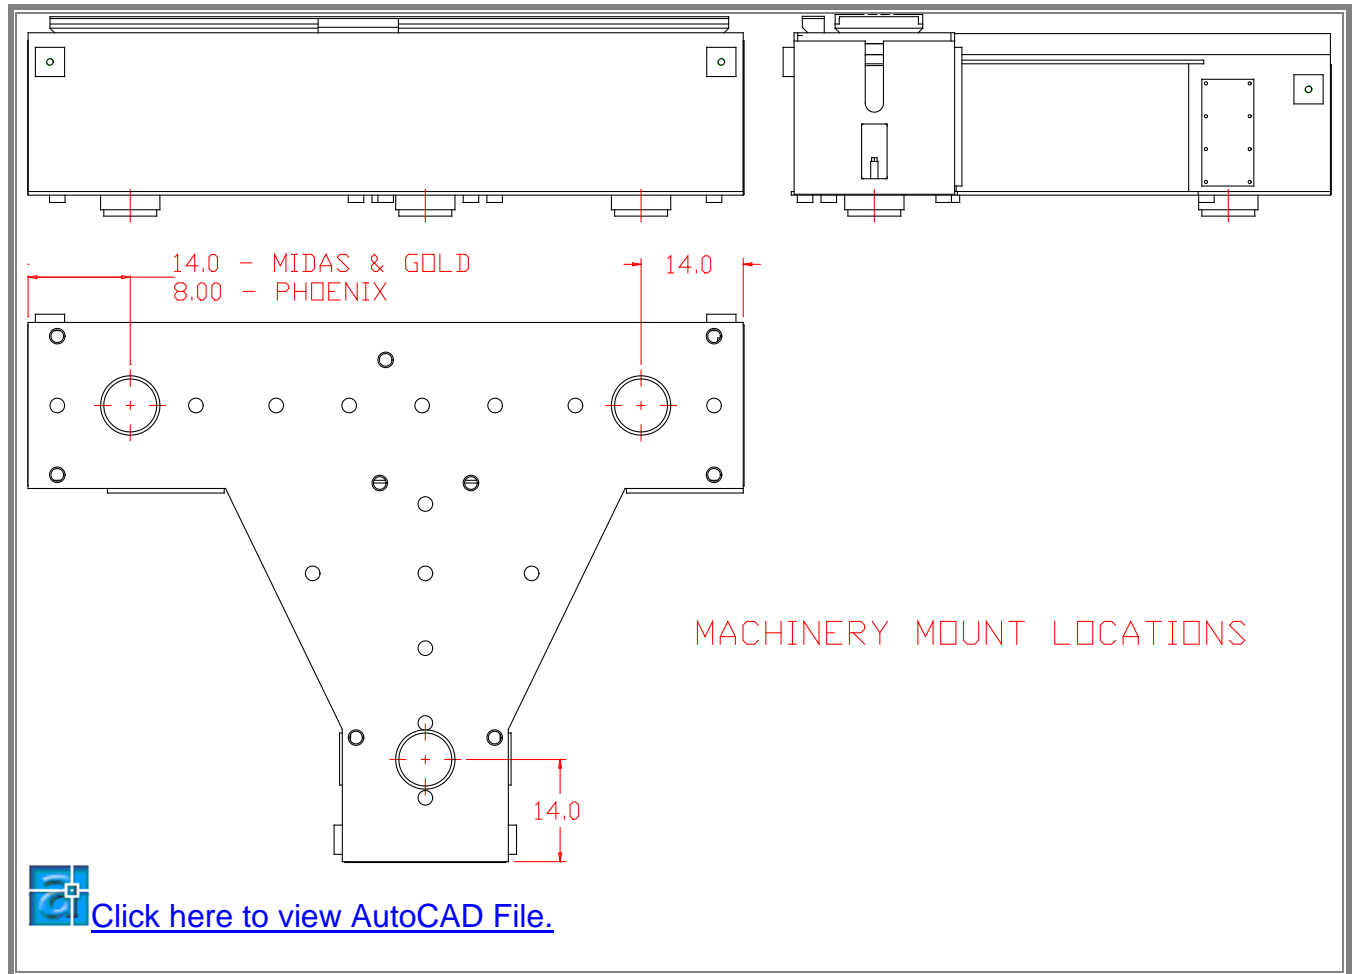 14.0 - MIDAS & GOLD
8.00 - PHOENIX
14.0
MACHINERY MOUNT LOCATIONS
14.0
Click here to view AutoCAD File.